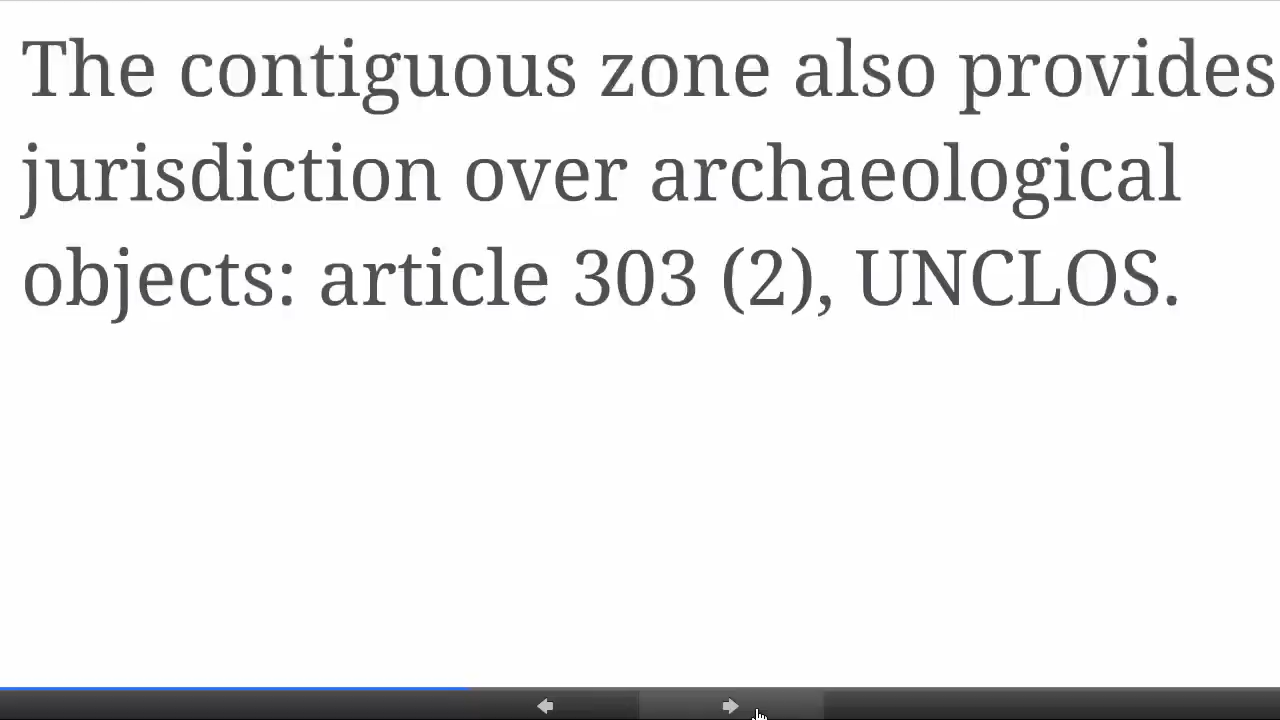 The contiguous zone also provides
jurisdiction over archaeological
objects: article 303 (2), UNCLOS.